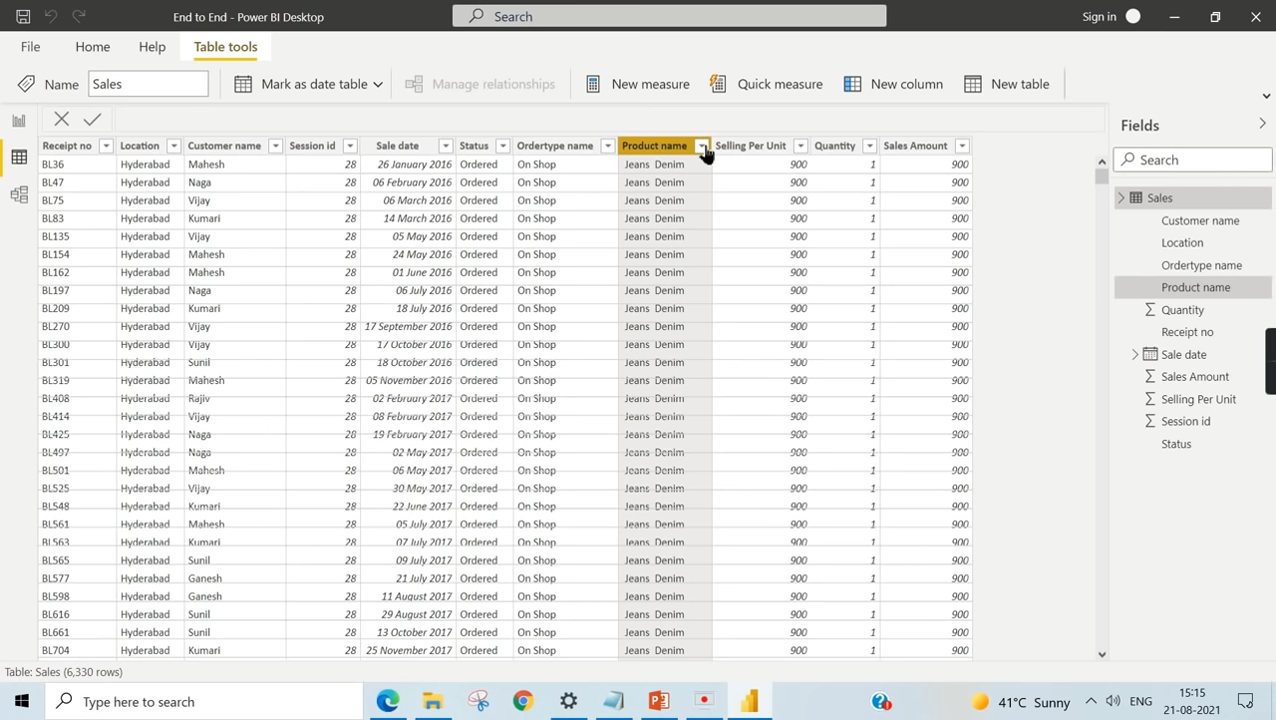 End to End - Power BI Desktop
Search
Sign in
File Home Help Table tools
Name Sales Mark as date table Manage relationships New measure Quick measure New column New table
Receipt no Location Customer name Session id Sale date Status Ordertype name Product name Selling Per Unit Quantity Sales Amount
BL36 Hyderabad Mahesh 28 26 January 2016 Ordered On Shop Jeans Denim 900 1 900
BL47 Hyderabad Naga 28 06 February 2016 Ordered On Shop Jeans Denim 900 1 900
BL75 Hyderabad Vijay 28 06 March 2016 Ordered On Shop Jeans Denim 900 1 900
BL83 Hyderabad Kumari 28 14 March 2016 Ordered On Shop Jeans Denim 900 1 900
BL135 Hyderabad Vijay 28 05 May 2016 Ordered On Shop Jeans Denim 900 1 900
BL154 Hyderabad Mahesh 28 24 May 2016 Ordered On Shop Jeans Denim 900 1 900
BL162 Hyderabad Mahesh 28 01 June 2016 Ordered On Shop Jeans Denim 900 1 900
BL197 Hyderabad Naga 28 06 July 2016 Ordered On Shop Jeans Denim 900 1 900
BL209 Hyderabad Kumari 28 18 July 2016 Ordered On Shop Jeans Denim 900 1 900
BL270 Hyderabad Vijay 28 17 September 2016 Ordered On Shop Jeans Denim 900 1 900
BL300 Hyderabad Vijay 28 17 October 2016 Ordered On Shop Jeans Denim 900 1 900
BL301 Hyderabad Sunil 28 18 October 2016 Ordered On Shop Jeans Denim 900 1 900
BL319 Hyderabad Mahesh 28 05 November 2016 Ordered On Shop Jeans Denim 900 1 900
BL408 Hyderabad Rajiv 28 02 February 2017 Ordered On Shop Jeans Denim 900 1 900
BL414 Hyderabad Vijay 28 08 February 2017 Ordered On Shop Jeans Denim 900 1 900
BL425 Hyderabad Naga 28 19 February 2017 Ordered On Shop Jeans Denim 900 1 900
BL497 Hyderabad Naga 28 02 May 2017 Ordered On Shop Jeans Denim 900 1 900
BL501 Hyderabad Mahesh 28 06 May 2017 Ordered On Shop Jeans Denim 900 1 900
BL525 Hyderabad Vijay 28 30 May 2017 Ordered On Shop Jeans Denim 900 1 900
BL548 Hyderabad Kumari 28 22 June 2017 Ordered On Shop Jeans Denim 900 1 900
BL561 Hyderabad Mahesh 28 05 July 2017 Ordered On Shop Jeans Denim 900 1 900
BL563 Hyderabad Kumari 28 07 July 2017 Ordered On Shop Jeans Denim 900 1 900
BL565 Hyderabad Sunil 28 09 July 2017 Ordered On Shop Jeans Denim 900 1 900
BL577 Hyderabad Ganesh 28 21 July 2017 Ordered On Shop Jeans Denim 900 1 900
BL598 Hyderabad Ganesh 28 11 August 2017 Ordered On Shop Jeans Denim 900 1 900
BL616 Hyderabad Sunil 28 29 August 2017 Ordered On Shop Jeans Denim 900 1 900
BL661 Hyderabad Sunil 28 13 October 2017 Ordered On Shop Jeans Denim 900 1 900
BL704 Hyderabad Kumari 28 25 November 2017 Ordered On Shop Jeans Denim 900 1 900
Fields
Search
Sales
Customer name
Location
Ordertype name
Product name
Quantity
Receipt no
Sale date
Sales Amount
Selling Per Unit
Session id
Status
Table: Sales (6,330 rows)
Type here to search
41°C Sunny
ENG
15:15
21-08-2021